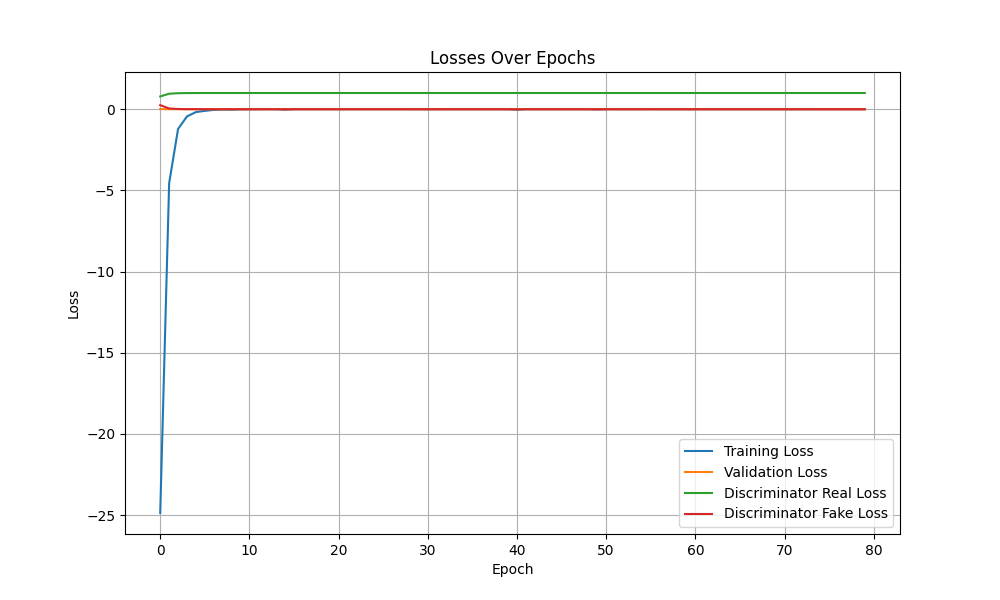 Losses Over Epochs
Loss
0
−5
−10
−15
−20
−25
0 10 20 30 40 50 60 70 80
Epoch
Training Loss
Validation Loss
Discriminator Real Loss
Discriminator Fake Loss